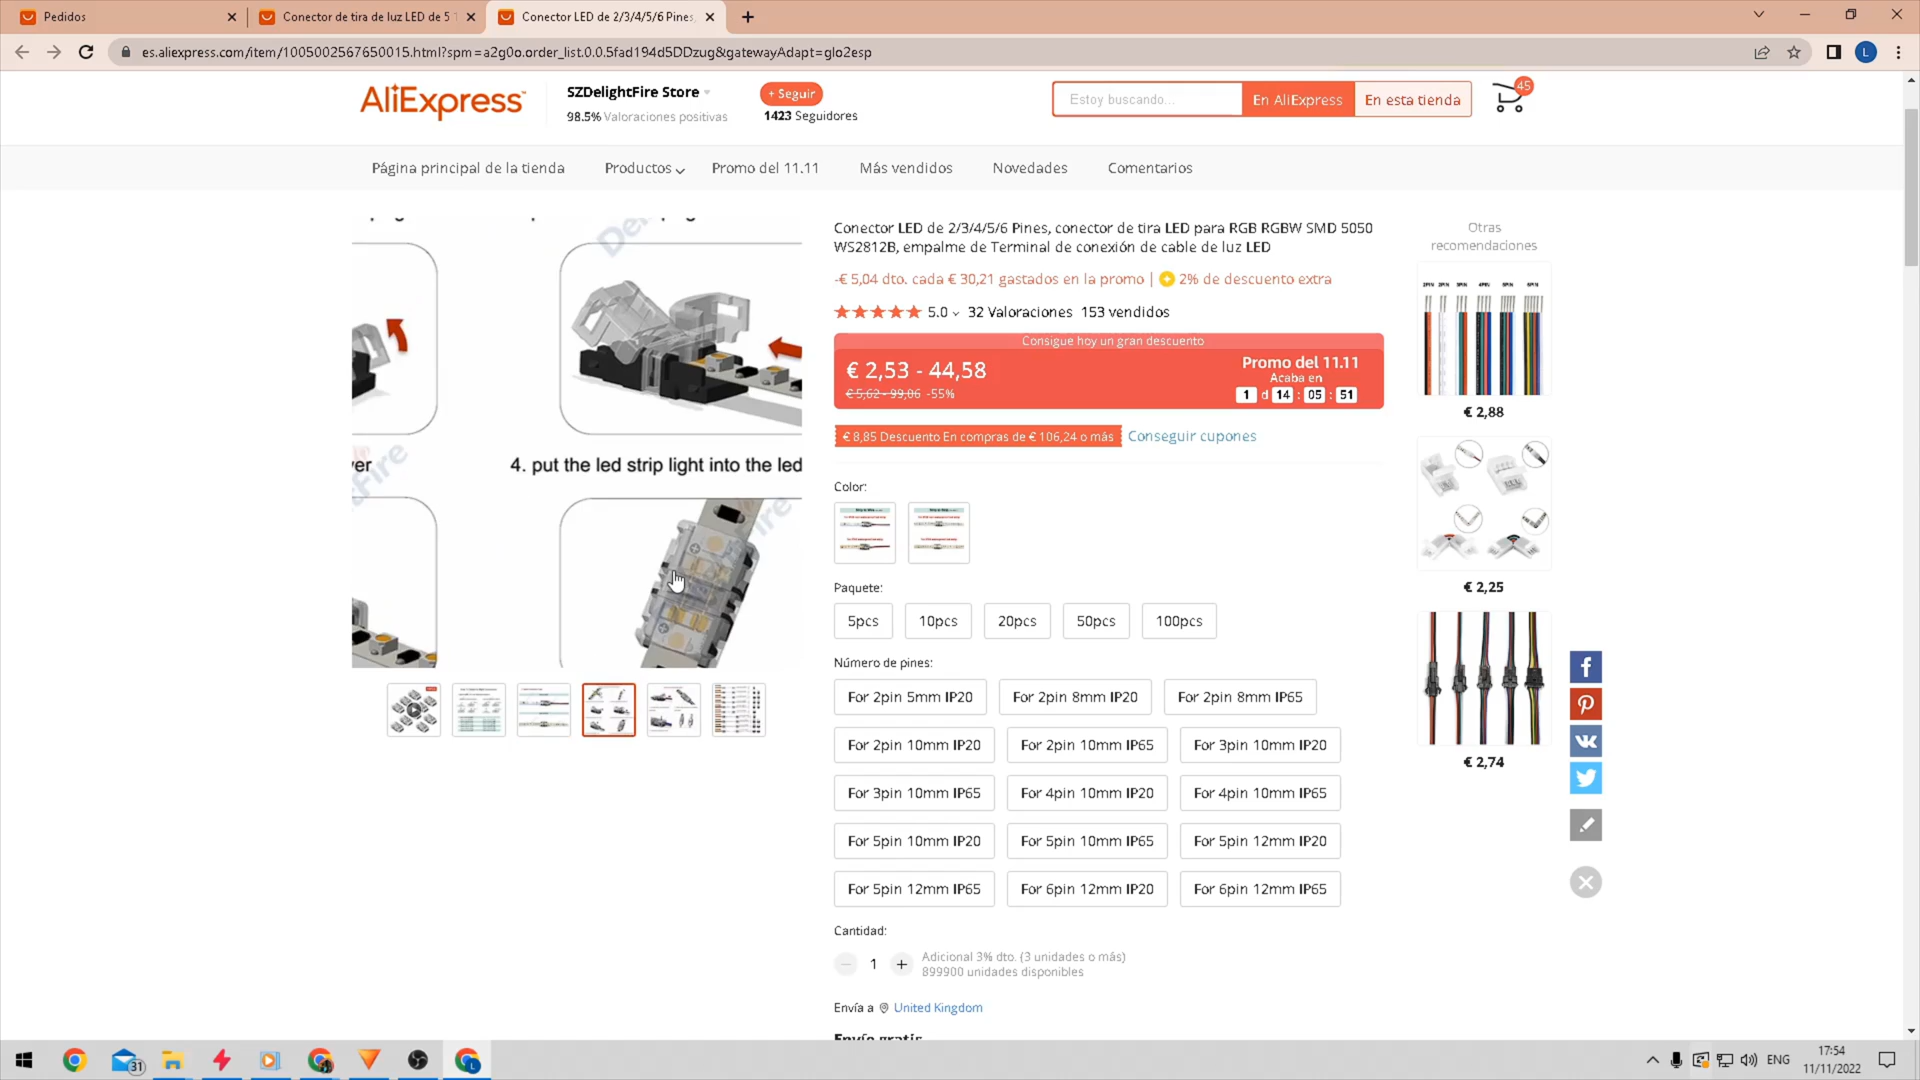 Pedidos
Conector de tira de luz LED de 5
Conector LED de 2/3/4/5/6 Pines,
es.aliexpress.com/item/1005002567650015.html?spm=a2g0o.order_list.0.0.5fad194d5DDzug&gatewayAdapt=glo2esp
L
AliExpress
SZDelightFire Store
98.5% Valoraciones positivas
+ Seguir
1423 Seguidores
Estoy buscando...
En AliExpress
En esta tienda
45
Página principal de la tienda
Productos
Promo del 11.11
Más vendidos
Novedades
Comentarios
4. put the led strip light into the led
Conector LED de 2/3/4/5/6 Pines, conector de tira LED para RGB RGBW SMD 5050
WS2812B, empalme de Terminal de conexión de cable de luz LED
-€ 5,04 dto. cada € 30,21 gastados en la promo | 2% de descuento extra
5.0 32 Valoraciones 153 vendidos
Consigue hoy un gran descuento
€ 2,53 - 44,58
€ 5,62 - 99,06 -55%
Promo del 11.11
Acaba en
1 d 14 : 05 : 51
€ 8,85 Descuento En compras de € 106,24 o más
Conseguir cupones
Color:
Paquete:
5pcs
10pcs
20pcs
50pcs
100pcs
Número de pines:
For 2pin 5mm IP20
For 2pin 8mm IP20
For 2pin 8mm IP65
For 2pin 10mm IP20
For 2pin 10mm IP65
For 3pin 10mm IP20
For 3pin 10mm IP65
For 4pin 10mm IP20
For 4pin 10mm IP65
For 5pin 10mm IP20
For 5pin 10mm IP65
For 5pin 12mm IP20
For 5pin 12mm IP65
For 6pin 12mm IP20
For 6pin 12mm IP65
Cantidad:
1
Adicional 3% dto. (3 unidades o más)
899900 unidades disponibles
Envía a United Kingdom
Envío gratis
Otras
recomendaciones
2PIN 2PIN 3PIN 4PIN 5PIN 6PIN
€ 2,88
€ 2,25
€ 2,74
31
L
ENG
17:54
11/11/2022